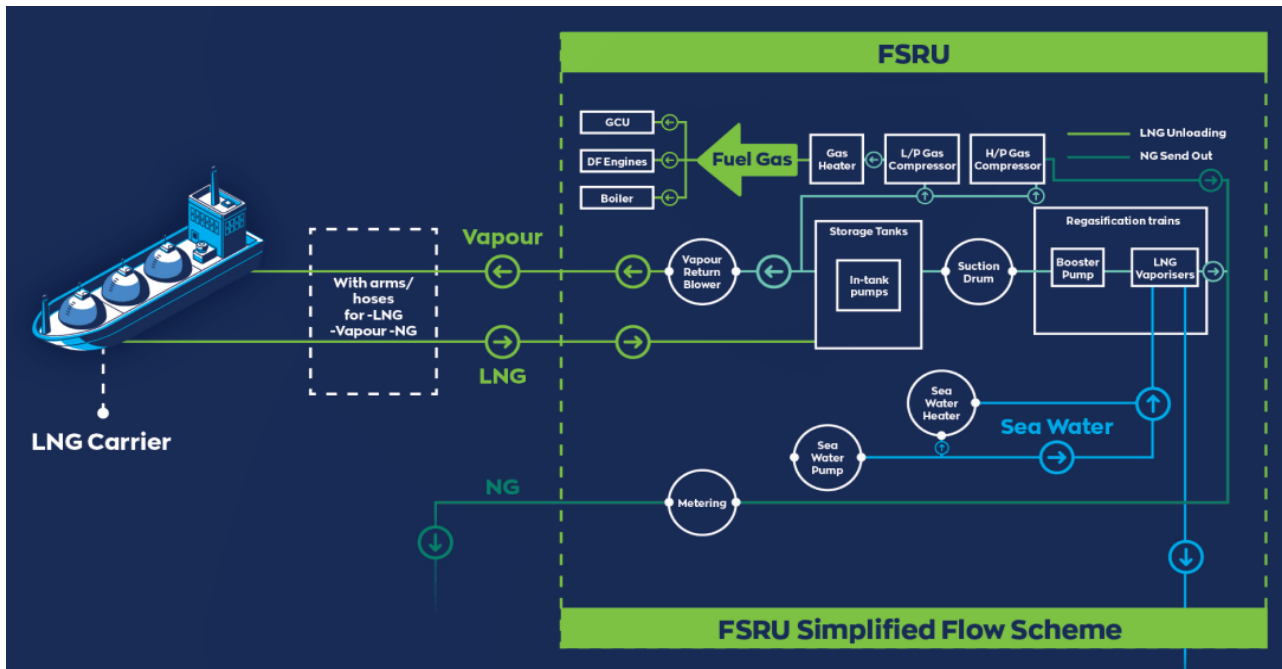 FSRU
GCU
DF Engines
Boiler
Fuel Gas
Gas
Heater
L/P Gas
Compressor
H/P Gas
Compressor
LNG Unloading
NG Send Out
Vapour
With arms/
hoses
for -LNG
-Vapour -NG
LNG
LNG Carrier
Vapour
Return
Blower
Storage Tanks
In-tank
pumps
Suction
Drum
Regasification trains
Booster
Pump
LNG
Vaporisers
Sea
Water
Heater
Sea Water
Sea
Water
Pump
NG
Metering
FSRU Simplified Flow Scheme